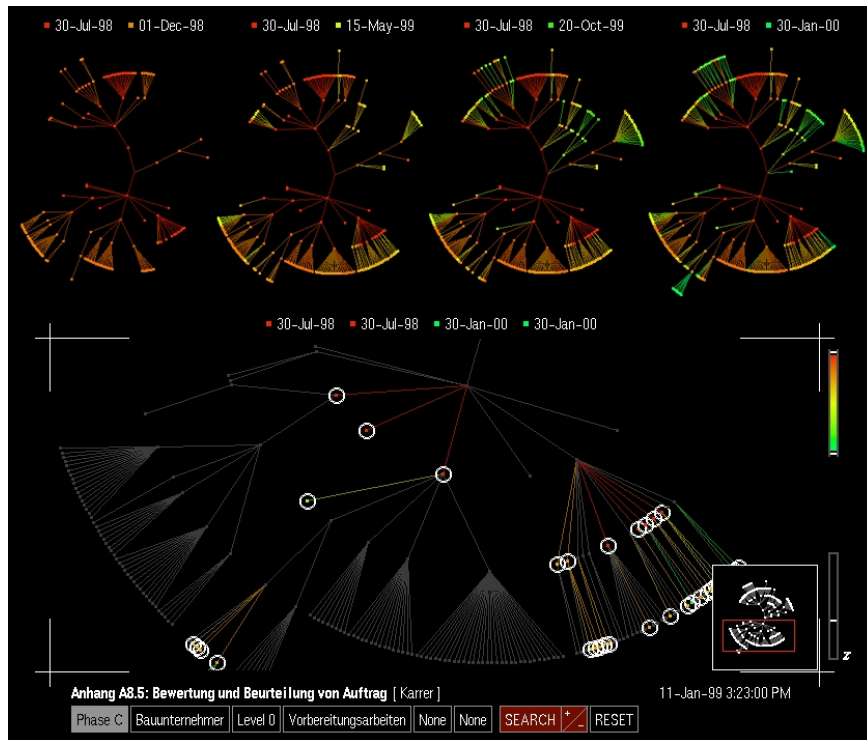 30-Jul-98 01-Dec-98 30-Jul-98 15-May-99 30-Jul-98 20-Oct-99 30-Jul-98 30-Jan-00
30-Jul-98 30-Jul-98 30-Jan-00 30-Jan-00
z
Anhang A8.5: Bewertung und Beurteilung von Auftrag [ Karrer ] 11-Jan-99 3:23:00 PM
Phase C Bauunternehmer Level 0 Vorbereitungsarbeiten None None SEARCH + - RESET